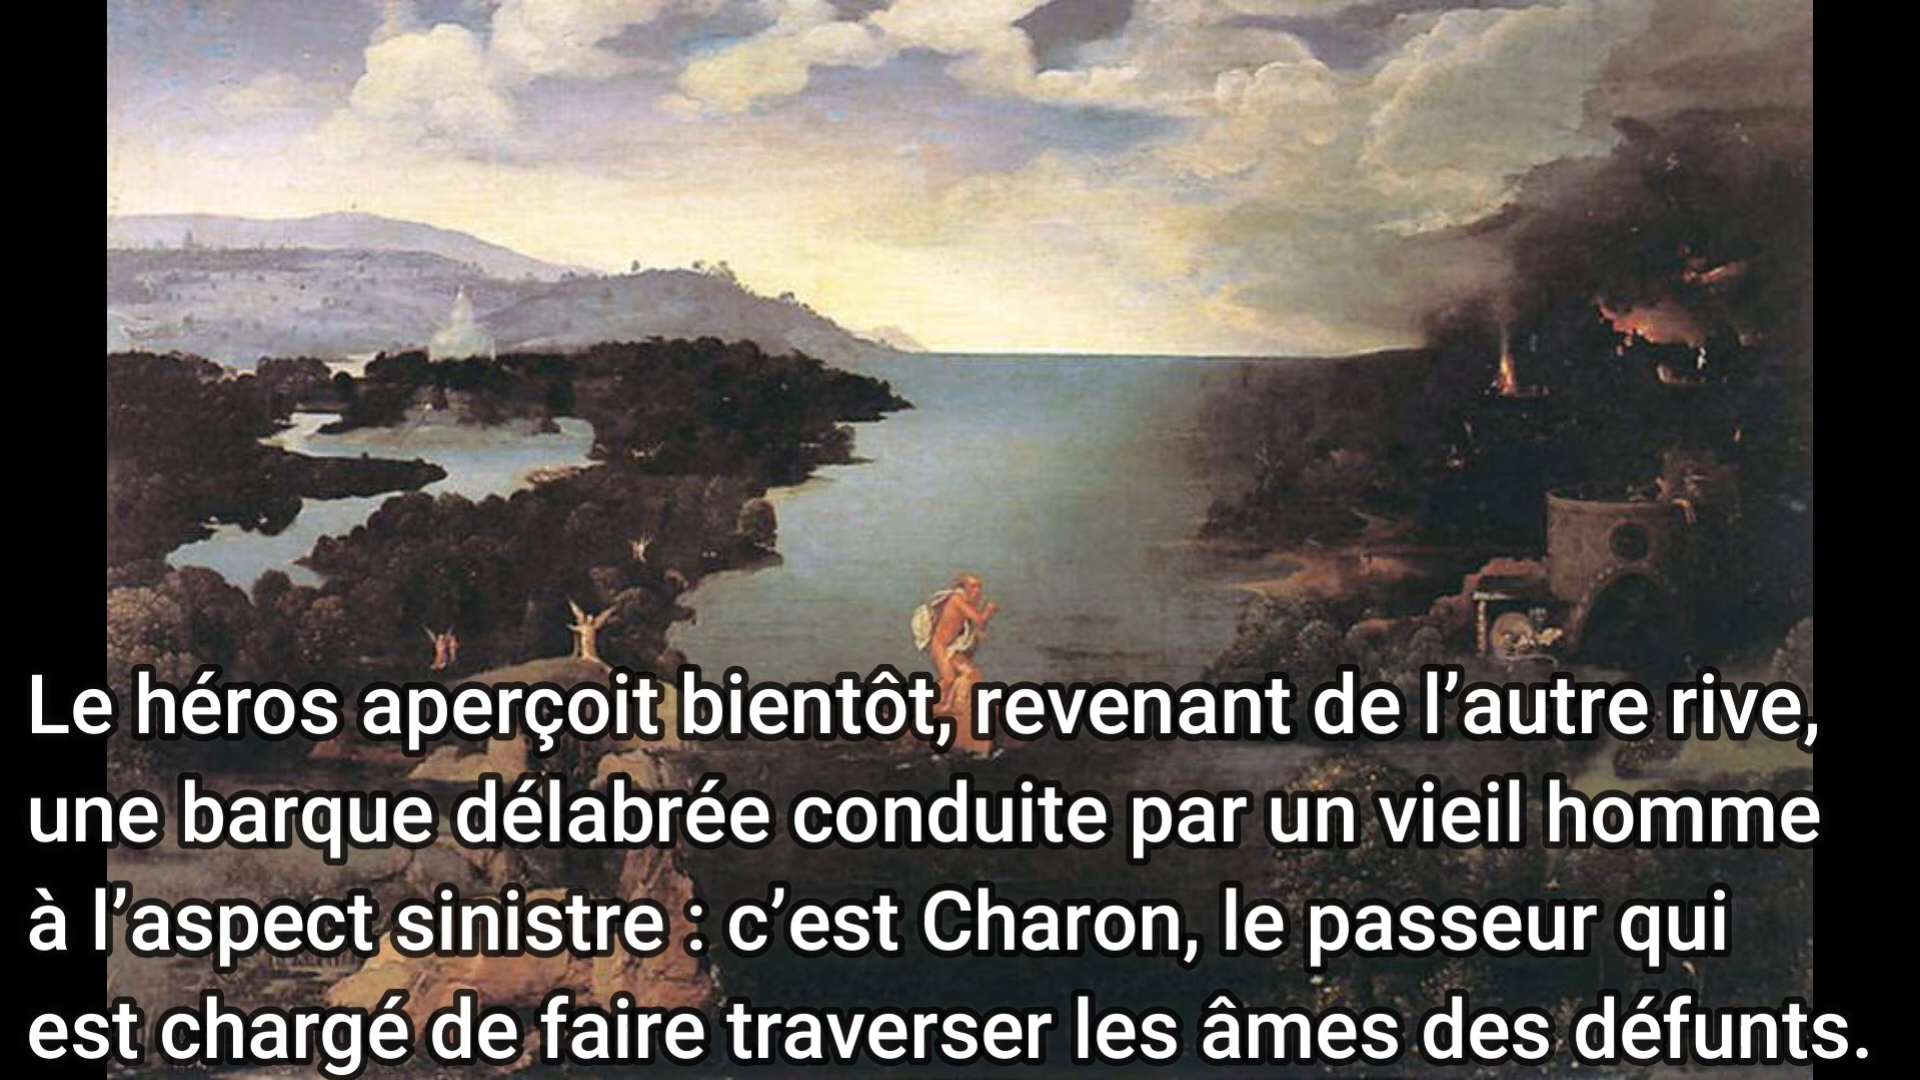 Le héros aperçoit bientôt, revenant de l’autre rive,
une barque délabrée conduite par un vieil homme
à l’aspect sinistre : c’est Charon, le passeur qui
est chargé de faire traverser les âmes des défunts.